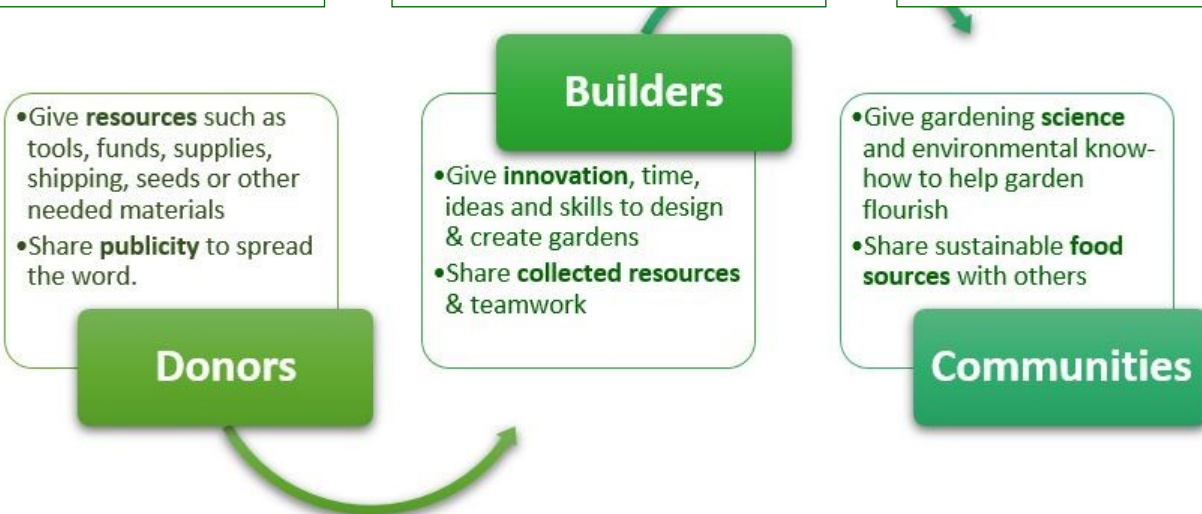 •Give resources such as
tools, funds, supplies,
shipping, seeds or other
needed materials
•Share publicity to spread
the word.
Donors
Builders
•Give innovation, time,
ideas and skills to design
& create gardens
•Share collected resources
& teamwork
•Give gardening science
and environmental know-
how to help garden
flourish
•Share sustainable food
sources with others
Communities